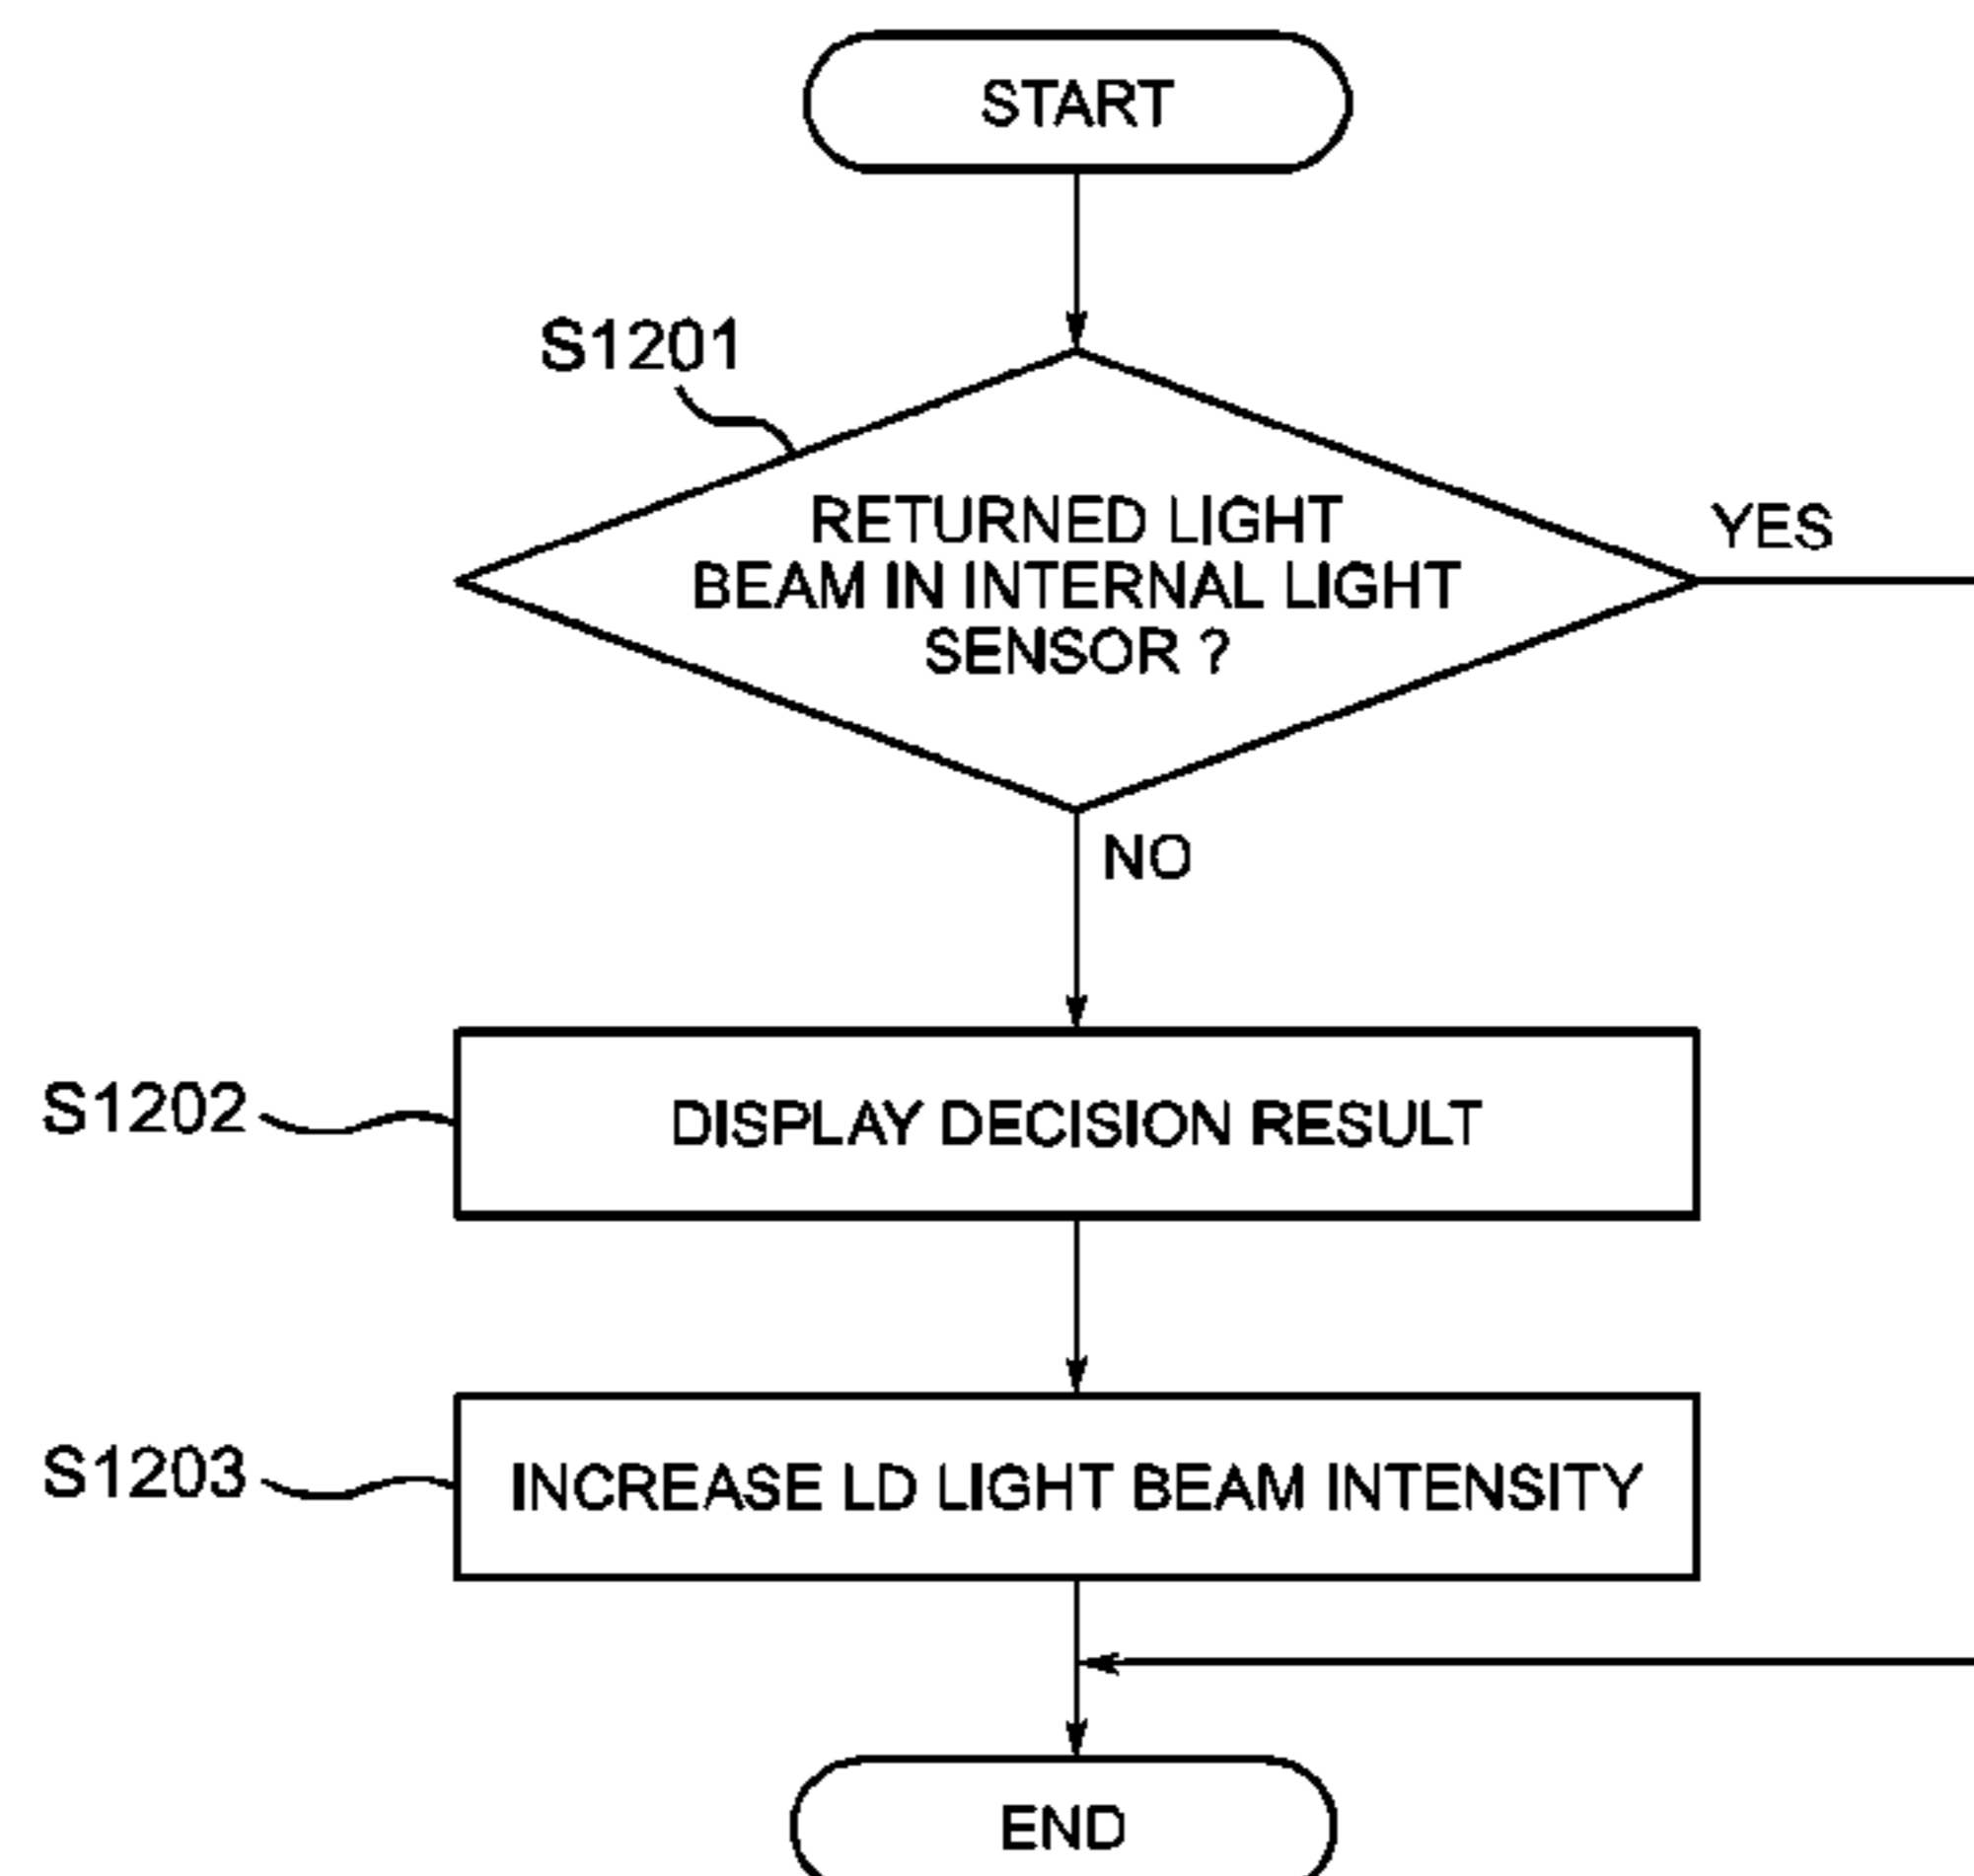 START
S1201
RETURNED LIGHT
BEAM IN INTERNAL LIGHT
SENSOR ?
YES
NO
S1202
DISPLAY DECISION RESULT
S1203
INCREASE LD LIGHT BEAM INTENSITY
END